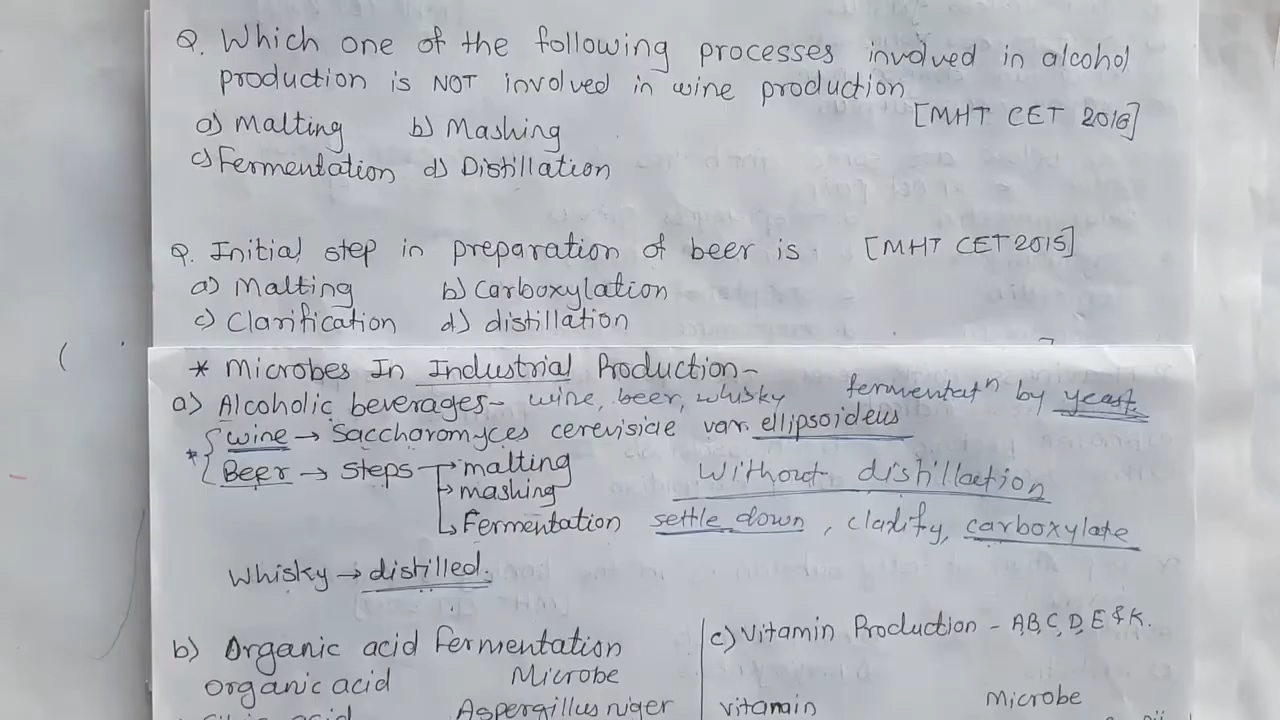 Q. Which one of the following processes involved in alcohol
production is NOT involved in wine production
[MHT CET 2016]
a) Malting b) Mashing
c) Fermentation d) Distillation
Q. Initial step in preparation of beer is [MHT CET 2015]
a) Malting b) Carboxylation
c) Clarification d) distillation
* Microbes In Industrial Production-
a) Alcoholic beverages- wine, beer, whisky fermentatⁿ by yeast
* { wine → Saccharomyces cerevisiae var. ellipsoideus
Beer → steps → malting
→ mashing
Without distillation
→ Fermentation settle down, clarify, carboxylate
Whisky → distilled.
b) Organic acid Fermentation
c) Vitamin Production - A, B, C, D, E & K.
Organic acid Microbe
Aspergillus niger
vitamin Microbe